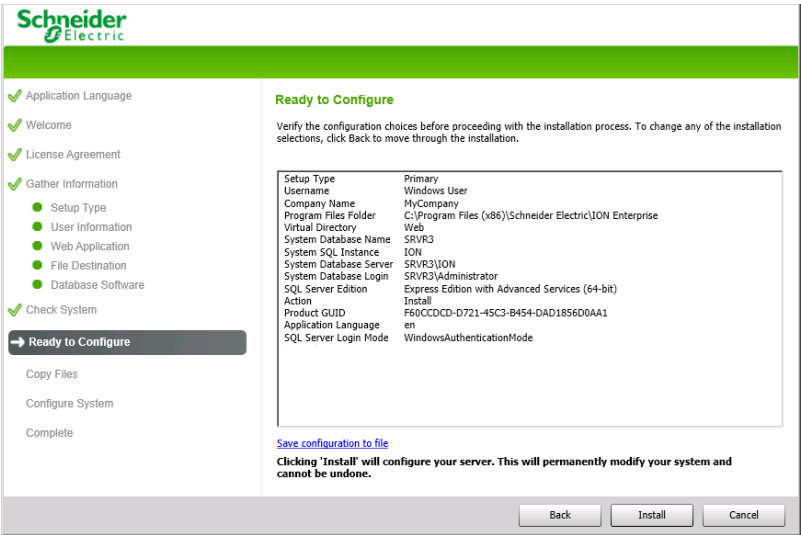 Schneider
Electric
Application Language
Welcome
License Agreement
Gather Information
Setup Type
User Information
Web Application
File Destination
Database Software
Check System
Ready to Configure
Copy Files
Configure System
Complete
Ready to Configure
Verify the configuration choices before proceeding with the installation process. To change any of the installation
selections, click Back to move through the installation.
Setup Type Primary
Username Windows User
Company Name MyCompany
Program Files Folder C:\Program Files (x86)\Schneider Electric\ION Enterprise
Virtual Directory Web
System Database Name SRVR3
System SQL Instance ION
System Database Server SRVR3\ION
System Database Login SRVR3\Administrator
SQL Server Edition Express Edition with Advanced Services (64-bit)
Action Install
Product GUID F60CCDCD-D721-45C3-B454-DAD1856D0AA1
Application Language en
SQL Server Login Mode WindowsAuthenticationMode
Save configuration to file
Clicking 'Install' will configure your server. This will permanently modify your system and
cannot be undone.
Back Install Cancel